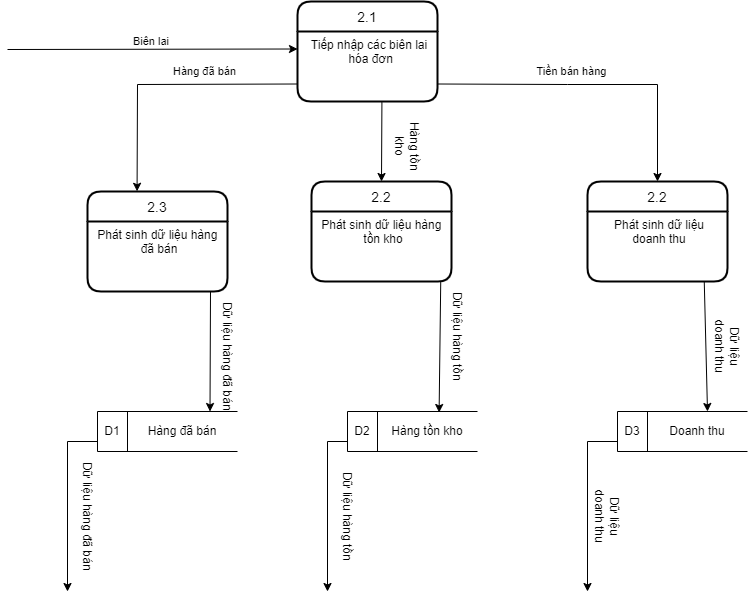 2.1
Tiếp nhập các biên lai
hóa đơn
Biên lai
Hàng đã bán
Tiền bán hàng
Hàng tồn
kho
2.3
Phát sinh dữ liệu hàng
đã bán
2.2
Phát sinh dữ liệu hàng
tồn kho
2.2
Phát sinh dữ liệu
doanh thu
Dữ liệu hàng đã bán
Dữ liệu hàng tồn
Dữ liệu
doanh thu
D1
Hàng đã bán
D2
Hàng tồn kho
D3
Doanh thu
Dữ liệu hàng đã bán
Dữ liệu hàng tồn
Dữ liệu
doanh thu